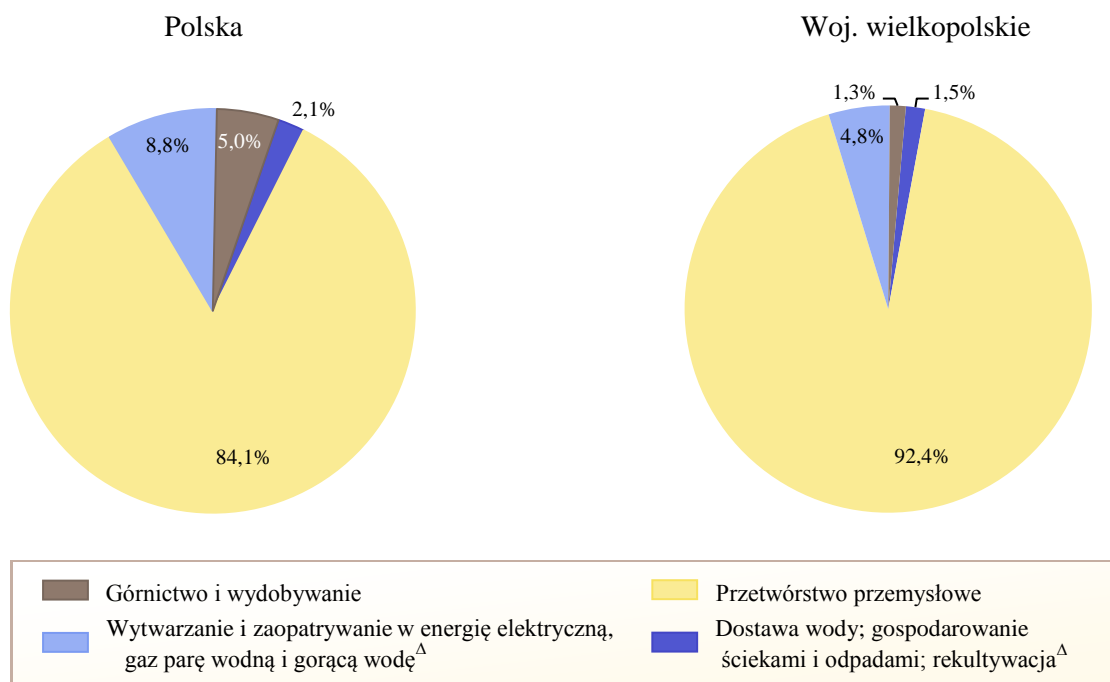 Polska
2,1%
8,8%
5,0%
84,1%
Woj. wielkopolskie
1,3%
1,5%
4,8%
92,4%
Górnictwo i wydobywanie
Wytwarzanie i zaopatrywanie w energię elektryczną,
gaz parę wodną i gorącą wodę^Δ
Przetwórstwo przemysłowe
Dostawa wody; gospodarowanie
ściekami i odpadami; rekultywacja^Δ